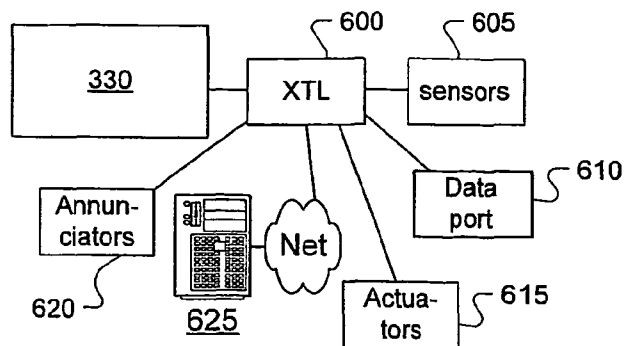 600
605
330
XTL
sensors
Data
port
610
Annun-
ciators
Net
620
625
Actua-
tors
615